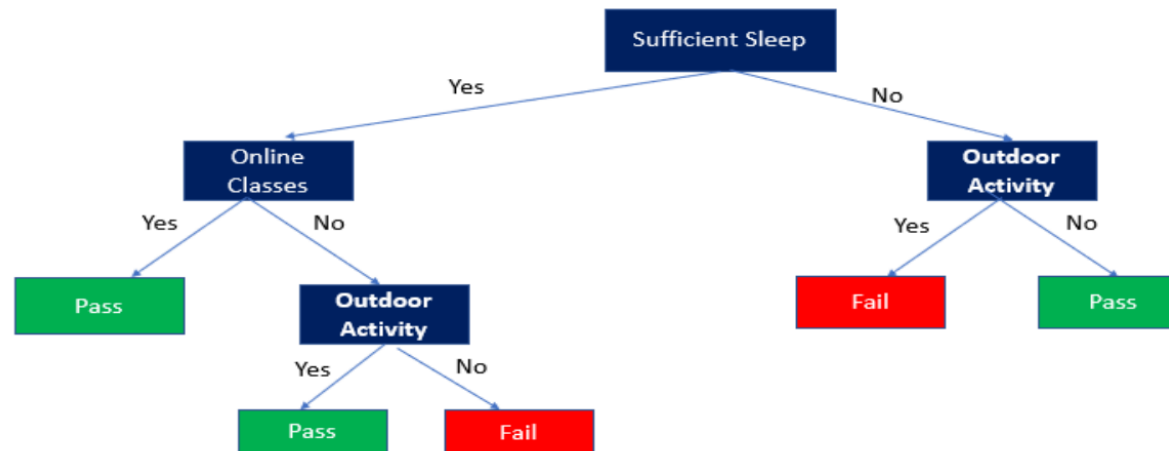 Sufficient Sleep
Yes
No
Online
Classes
Outdoor
Activity
Yes
No
Yes
No
Pass
Outdoor
Activity
Fail
Pass
Yes
No
Pass
Fail